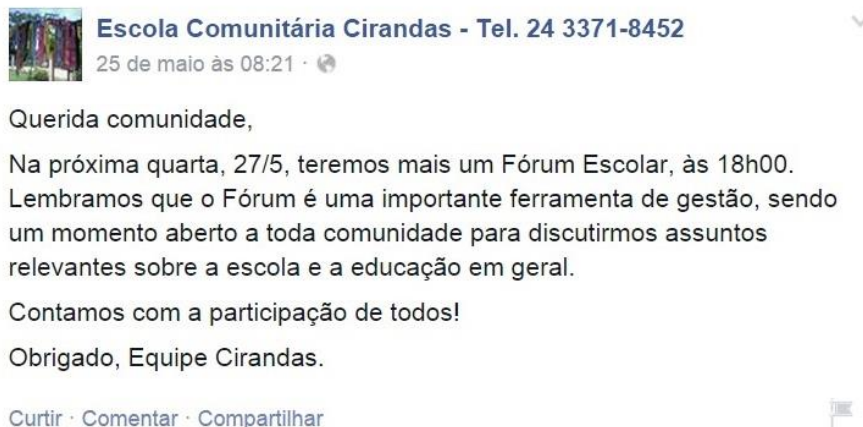 Escola Comunitária Cirandas - Tel. 24 3371-8452
25 de maio às 08:21 ·
Querida comunidade,
Na próxima quarta, 27/5, teremos mais um Fórum Escolar, às 18h00.
Lembramos que o Fórum é uma importante ferramenta de gestão, sendo
um momento aberto a toda comunidade para discutirmos assuntos
relevantes sobre a escola e a educação em geral.
Contamos com a participação de todos!
Obrigado, Equipe Cirandas.
Curtir · Comentar · Compartilhar